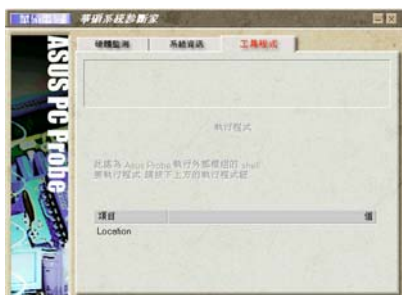 華碩系統診斷家
硬體監測 系統資訊 工具程式
ASUS PC Probe
執行程式
此區為 Asus Probe 執行外部模組的 shell
要執行程式 請按下上方的執行程式鈕
項目 值
Location